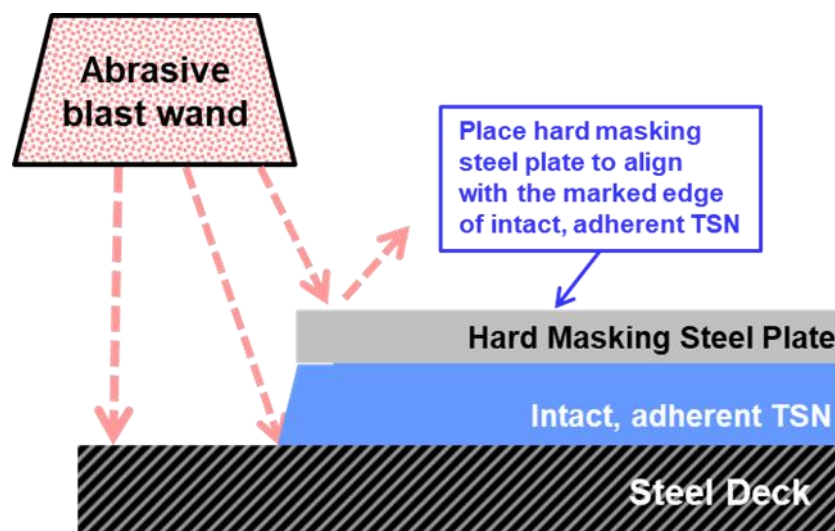 Abrasive
blast wand
Place hard masking
steel plate to align
with the marked edge
of intact, adherent TSN
Hard Masking Steel Plate
Intact, adherent TSN
Steel Deck